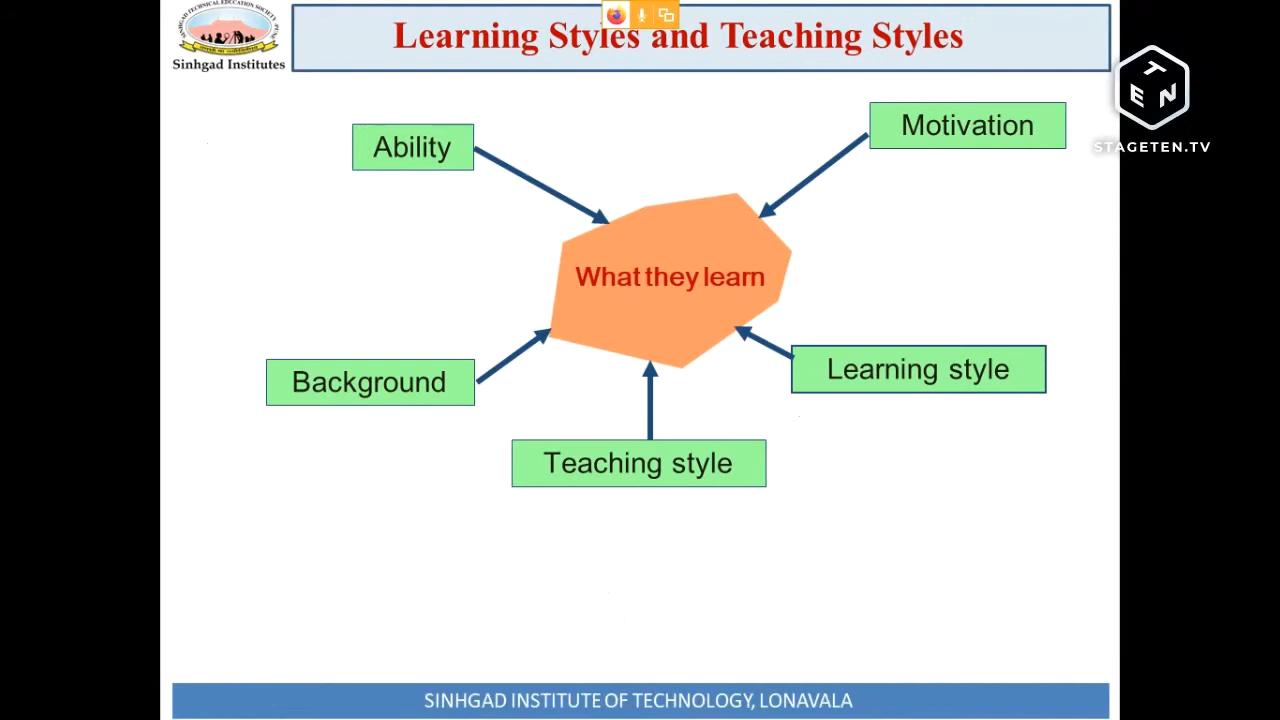 Sinhgad Institutes
Learning Styles and Teaching Styles
TEN
STAGETEN.TV
Ability
Motivation
What they learn
Background
Learning style
Teaching style
SINHGAD INSTITUTE OF TECHNOLOGY, LONAVALA